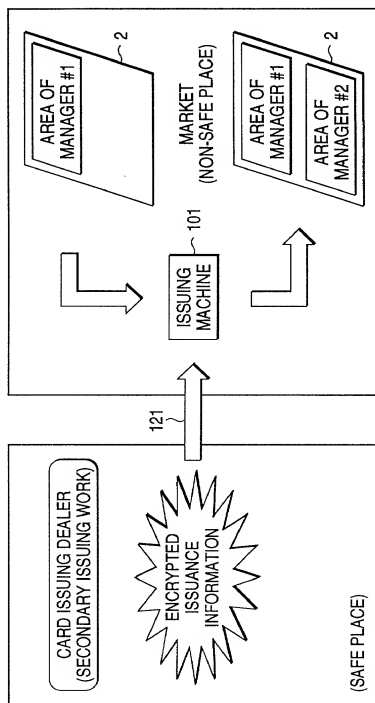 CARD ISSUING DEALER
(SECONDARY ISSUING WORK)
ENCRYPTED
ISSUANCE
INFORMATION
(SAFE PLACE)
121
ISSUING
MACHINE
101
2
AREA OF
MANAGER #1
MARKET
(NON-SAFE PLACE)
2
AREA OF
MANAGER #1
AREA OF
MANAGER #2